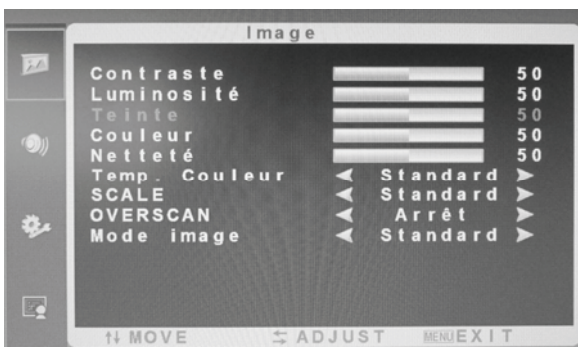 Image
Contraste 50
Luminosité 50
Teinte 50
Couleur 50
Netteté 50
Temp. Couleur Standard
SCALE Standard
OVERSCAN Arrêt
Mode image Standard
MOVE ADJUST MENU EXIT